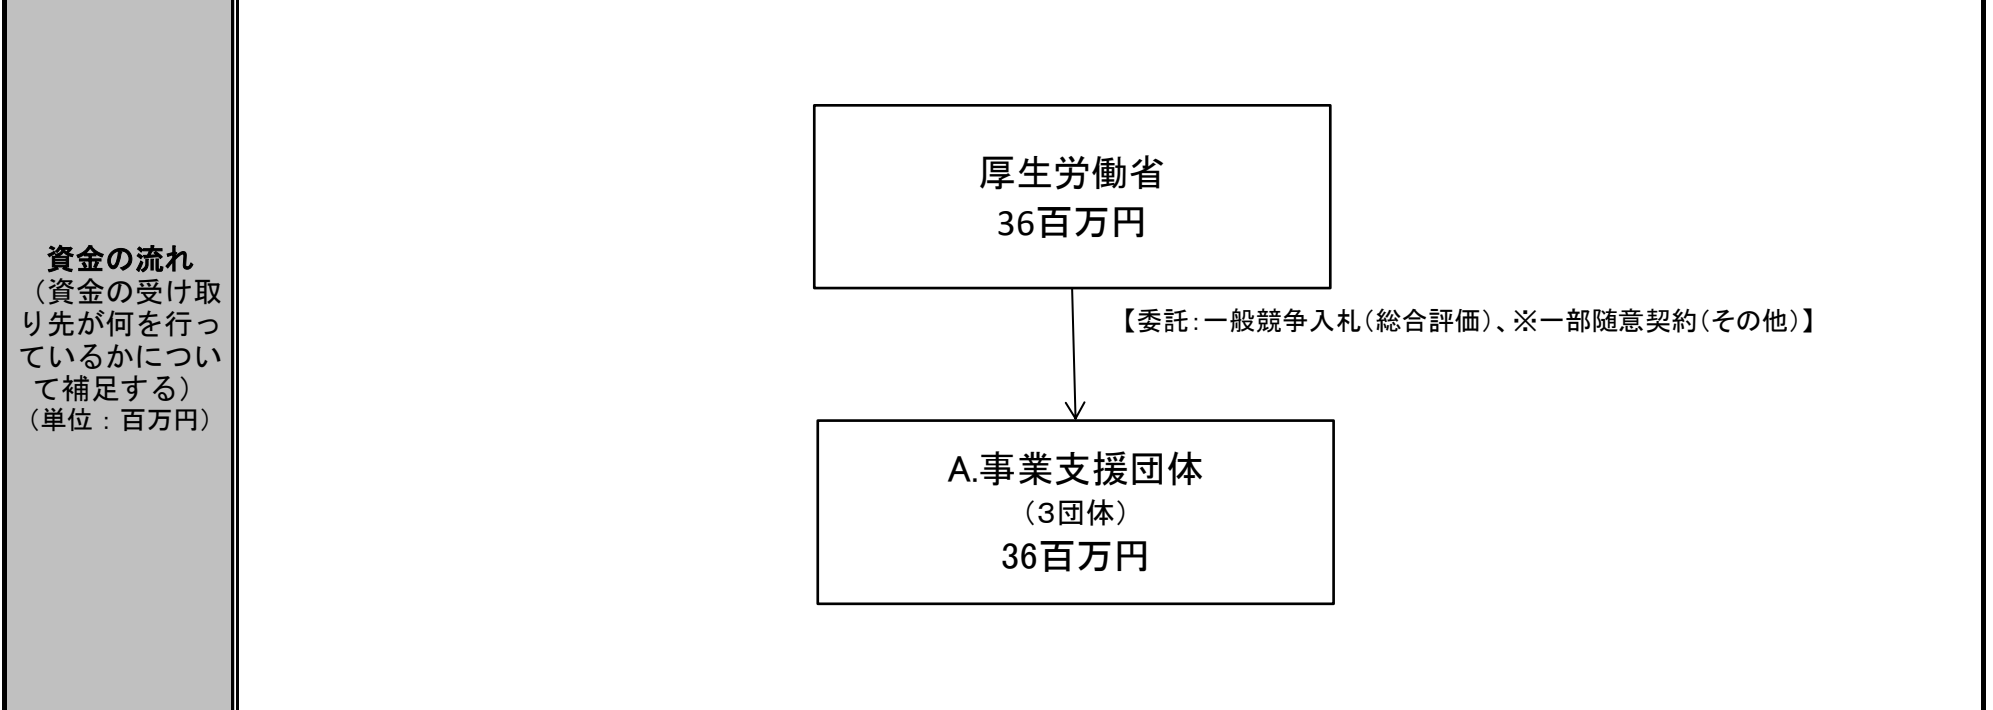 資金の流れ
（資金の受け取
り先が何を行っ
ているかについ
て補足する）
（単位：百万円）
厚生労働省
36百万円
【委託：一般競争入札（総合評価）、※一部随意契約（その他）】
A.事業支援団体
（３団体）
36百万円